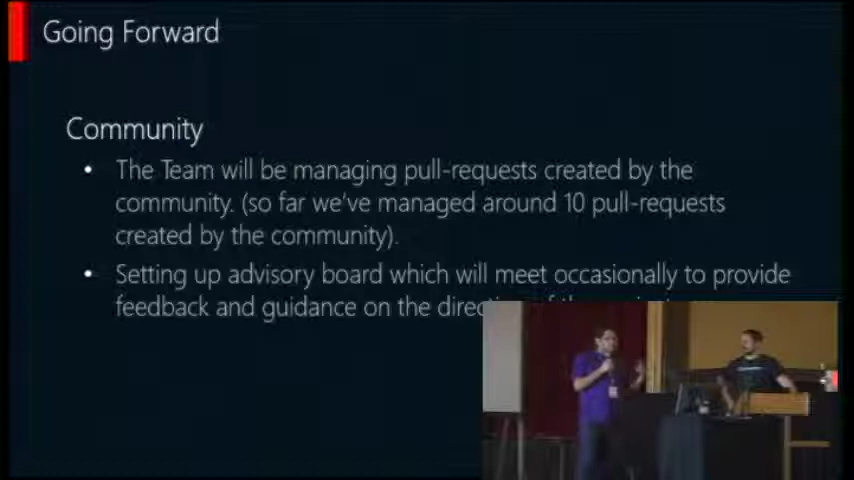 Going Forward
Community
• The Team will be managing pull-requests created by the
community. (so far we've managed around 10 pull-requests
created by the community).
• Setting up advisory board which will meet occasionally to provide
feedback and guidance on the